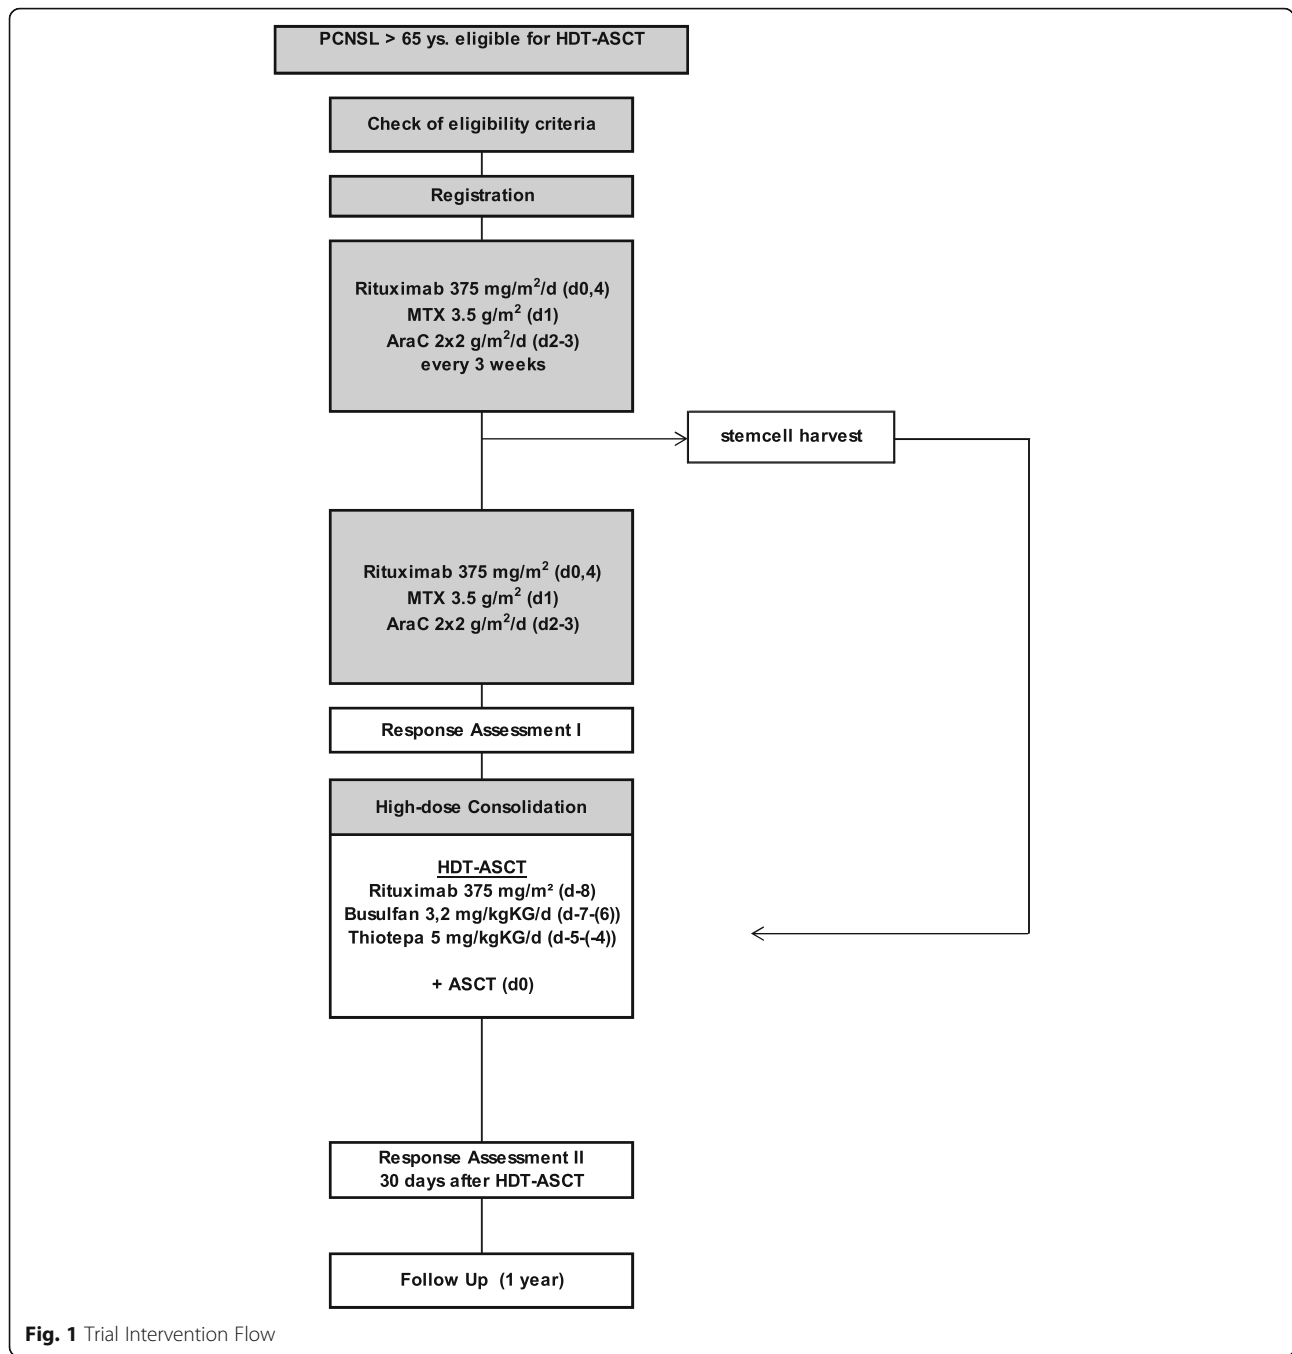 PCNSL > 65 ys. eligible for HDT-ASCT
Check of eligibility criteria
Registration
Rituximab 375 mg/m²/d (d0,4)
MTX 3.5 g/m² (d1)
AraC 2x2 g/m²/d (d2-3)
every 3 weeks
stemcell harvest
Rituximab 375 mg/m² (d0,4)
MTX 3.5 g/m² (d1)
AraC 2x2 g/m²/d (d2-3)
Response Assessment I
High-dose Consolidation
HDT-ASCT
Rituximab 375 mg/m² (d-8)
Busulfan 3,2 mg/kgKG/d (d-7-(6))
Thiotepa 5 mg/kgKG/d (d-5-(-4))
+ ASCT (d0)
Response Assessment II
30 days after HDT-ASCT
Follow Up (1 year)
Fig. 1 Trial Intervention Flow